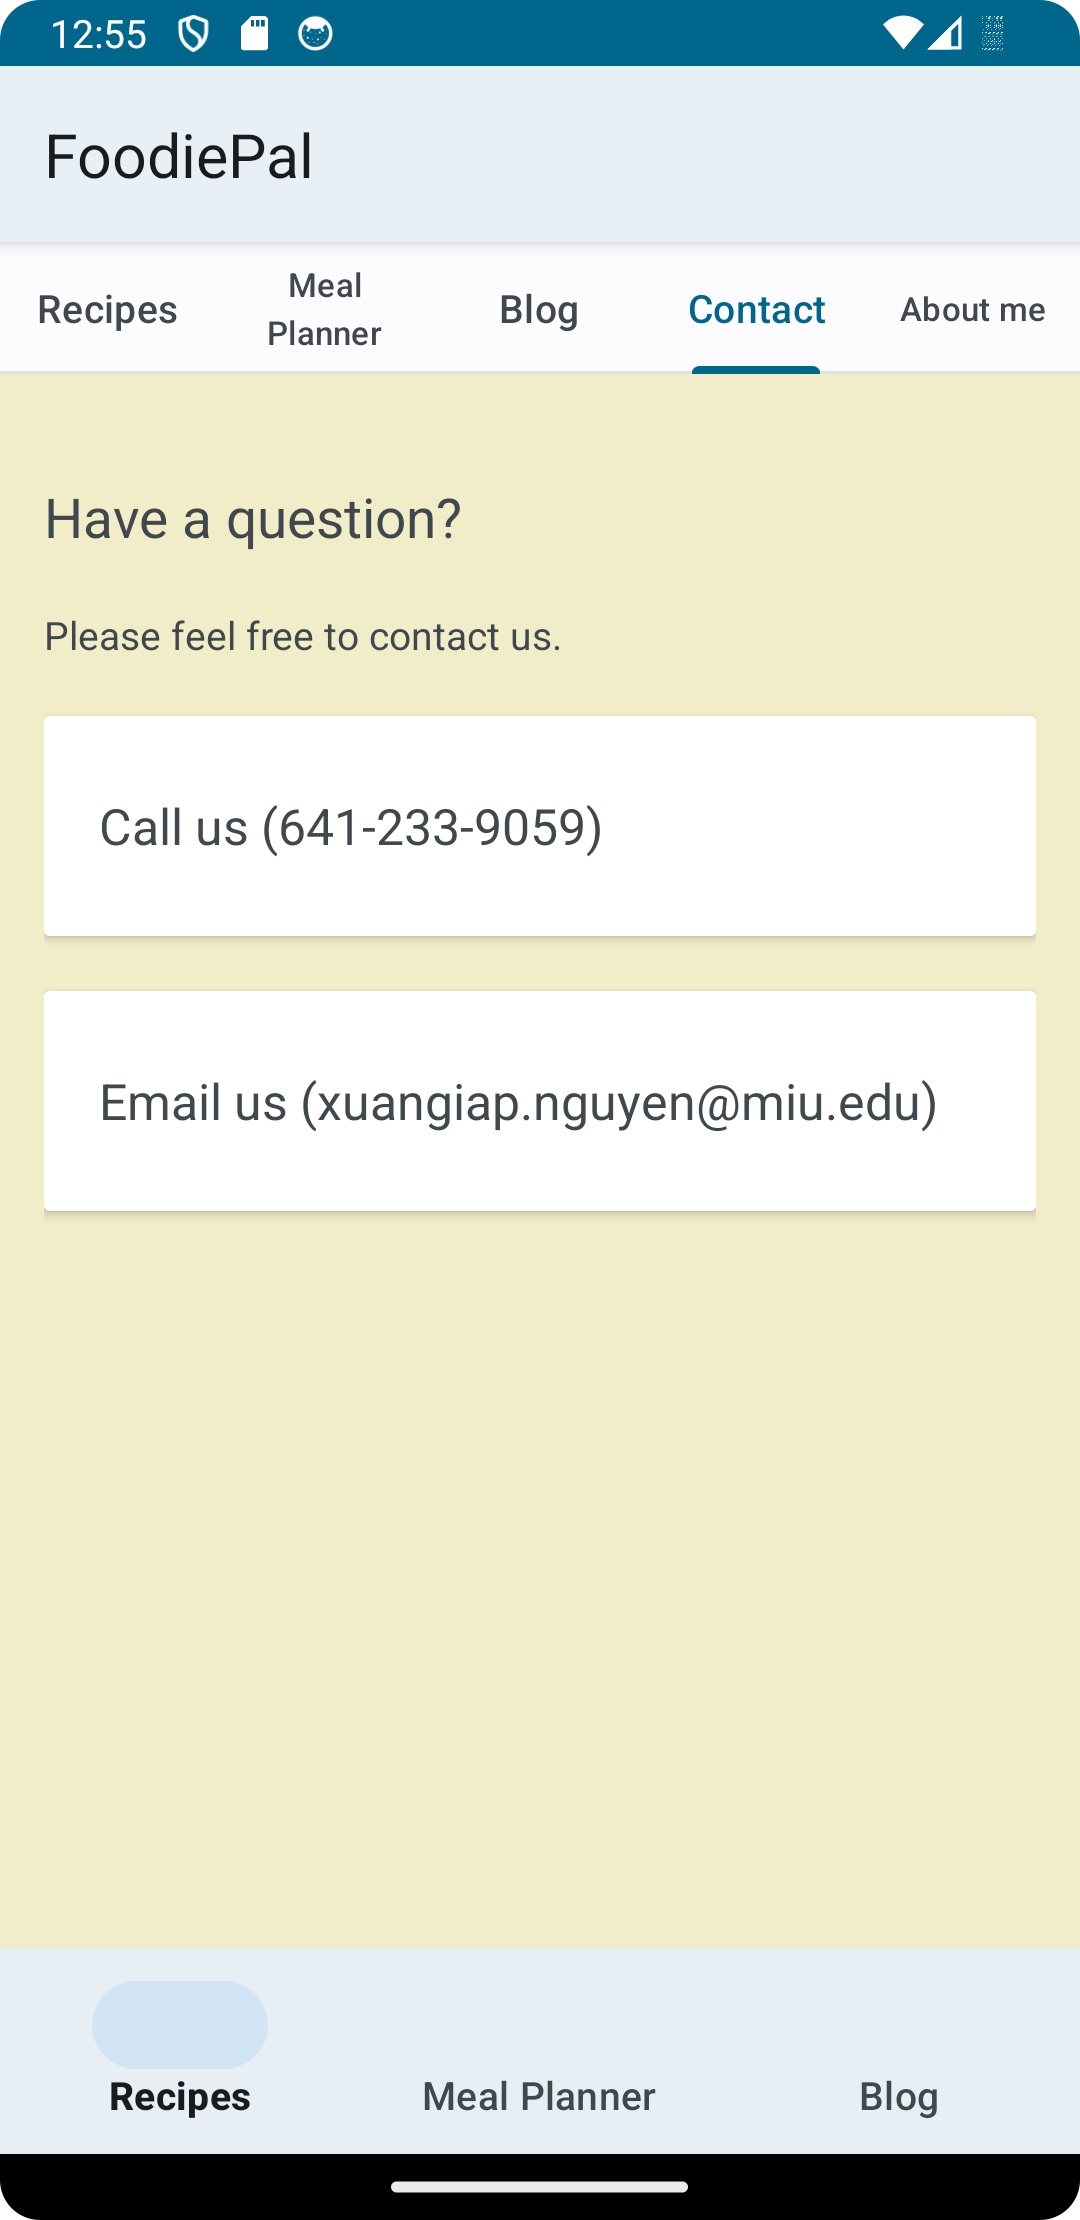 12:55
FoodiePal
Recipes
Meal
Planner
Blog
Contact
About me
Have a question?
Please feel free to contact us.
Call us (641-233-9059)
Email us (xuangiap.nguyen@miu.edu)
Recipes
Meal Planner
Blog